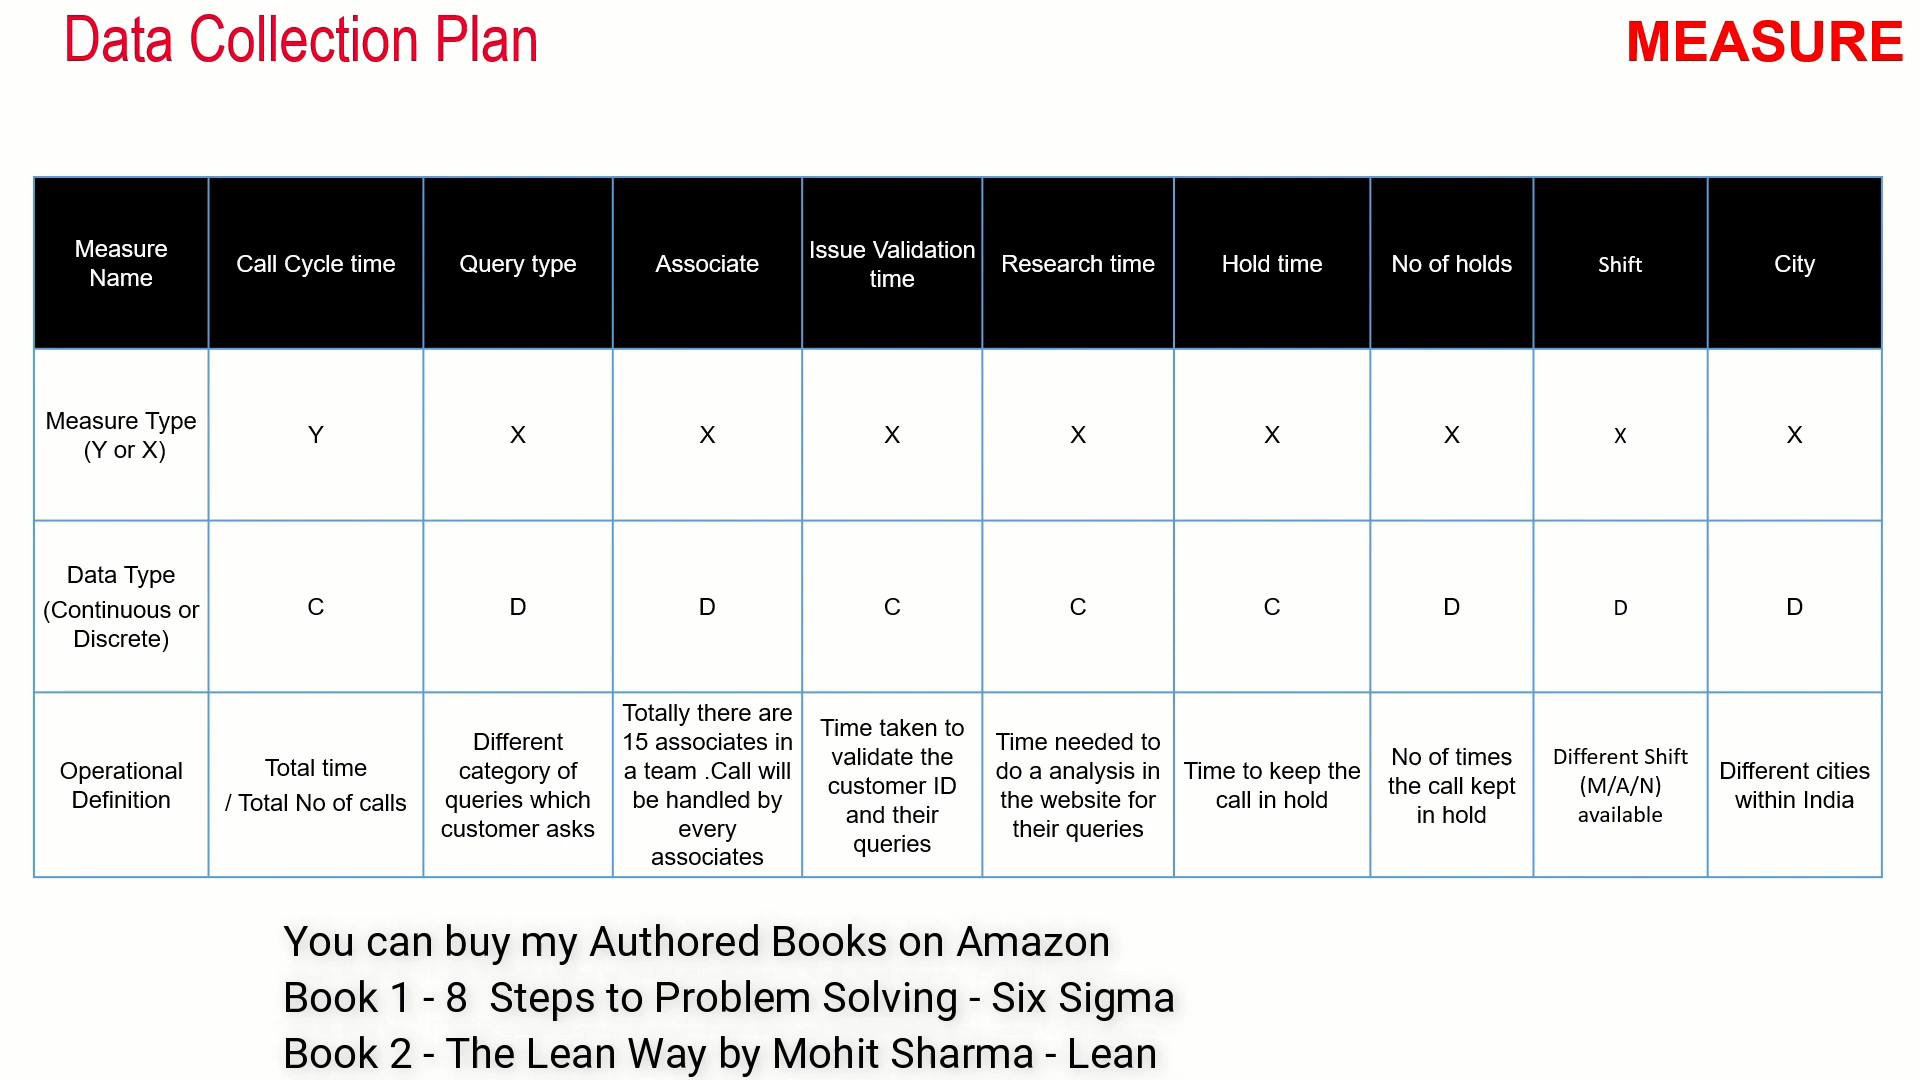 Data Collection Plan
MEASURE
Measure
Name
Call Cycle time
Query type
Associate
Issue Validation
time
Research time
Hold time
No of holds
Shift
City
Measure Type
(Y or X)
Y
X
X
X
X
X
X
X
X
Data Type
(Continuous or
Discrete)
C
D
D
C
C
C
D
D
D
Operational
Definition
Total time
/ Total No of calls
Different
category of
queries which
customer asks
Totally there are
15 associates in
a team .Call will
be handled by
every
associates
Time taken to
validate the
customer ID
and their
queries
Time needed to
do a analysis in
the website for
their queries
Time to keep the
call in hold
No of times
the call kept
in hold
Different Shift
(M/A/N)
available
Different cities
within India
You can buy my Authored Books on Amazon
Book 1 - 8  Steps to Problem Solving - Six Sigma
Book 2 - The Lean Way by Mohit Sharma - Lean